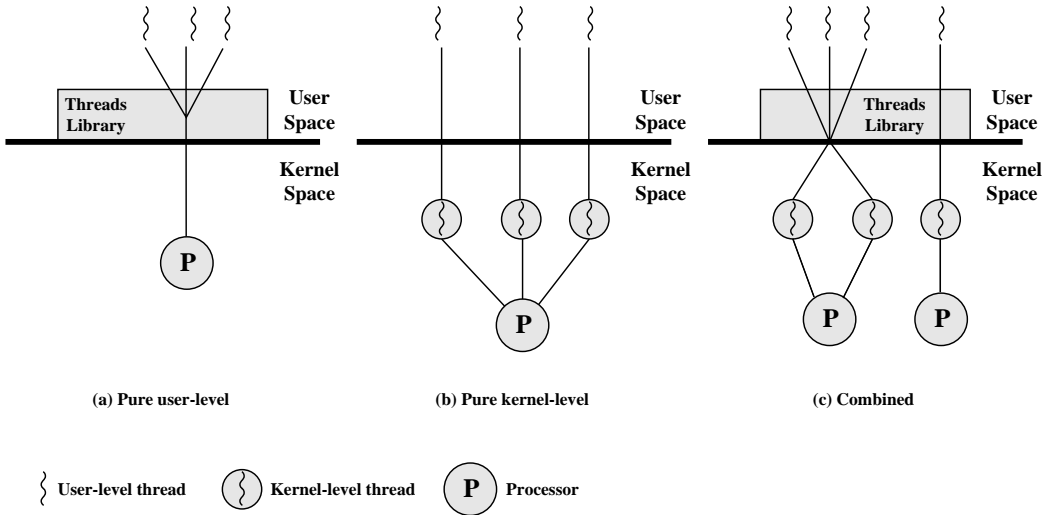 Threads
Library
User
Space
Kernel
Space
P
(a) Pure user-level
User
Space
Kernel
Space
P
(b) Pure kernel-level
Threads
Library
User
Space
Kernel
Space
P
P
(c) Combined
User-level thread
Kernel-level thread
P
Processor